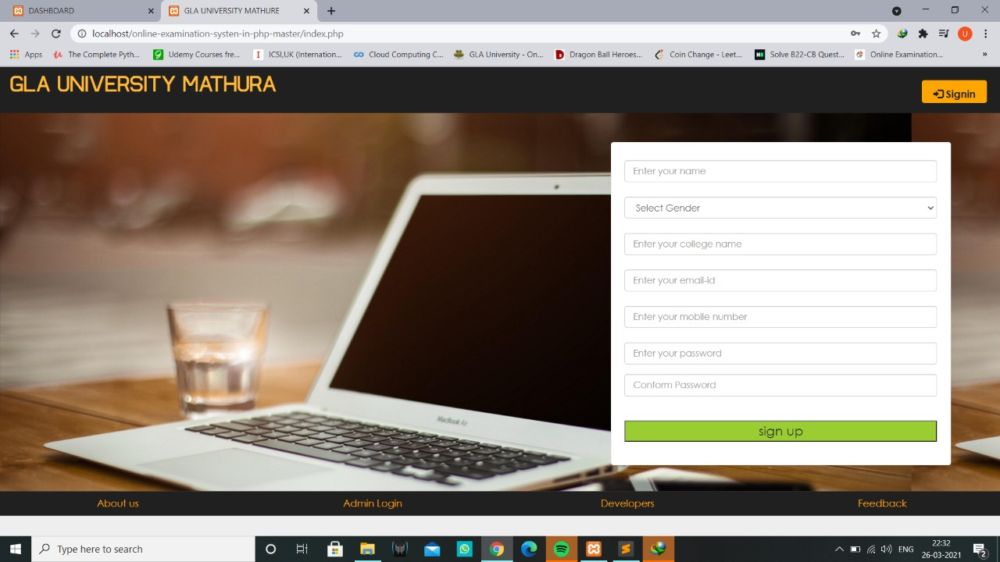 DASHBOARD
GLA UNIVERSITY MATHURE
localhost/online-examination-systen-in-php-master/index.php
U
Apps
The Complete Pyth...
Udemy Courses fre...
ICSI,UK (Internation...
Cloud Computing C...
GLA University - On...
Dragon Ball Heroes...
Coin Change - Leet...
Solve B22-CB Quest...
Online Examination...
»
GLA UNIVERSITY MATHURA
Signin
Enter your name
Select Gender
Enter your college name
Enter your email-id
Enter your mobile number
Enter your password
Conform Password
sign up
MacBook Air
About us
Admin Login
Developers
Feedback
Type here to search
ENG
22:32
26-03-2021
2